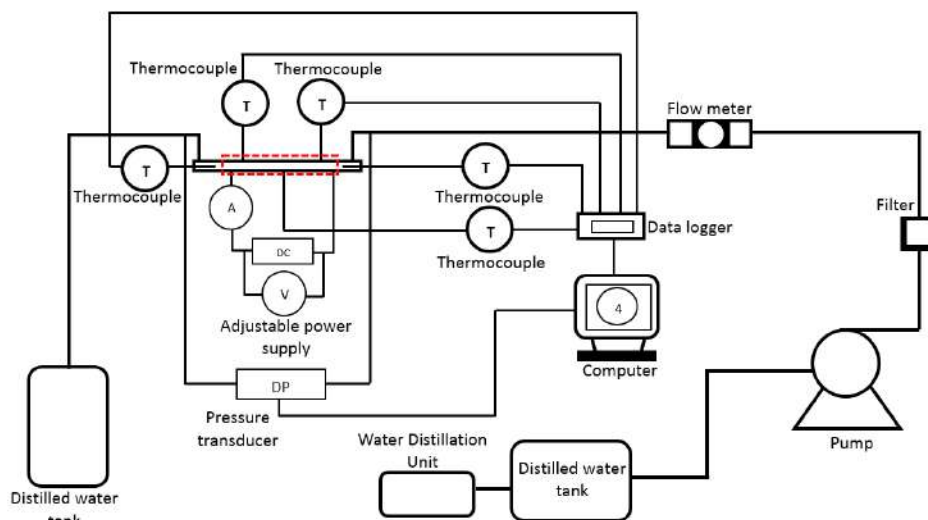 Thermocouple
Thermocouple
T
T
Flow meter
T
Thermocouple
T
Thermocouple
A
T
Thermocouple
Data logger
Filter
DC
V
Adjustable power
supply
4
Computer
DP
Pressure
transducer
Pump
Water Distillation
Unit
Distilled water
tank
Distilled water
tank